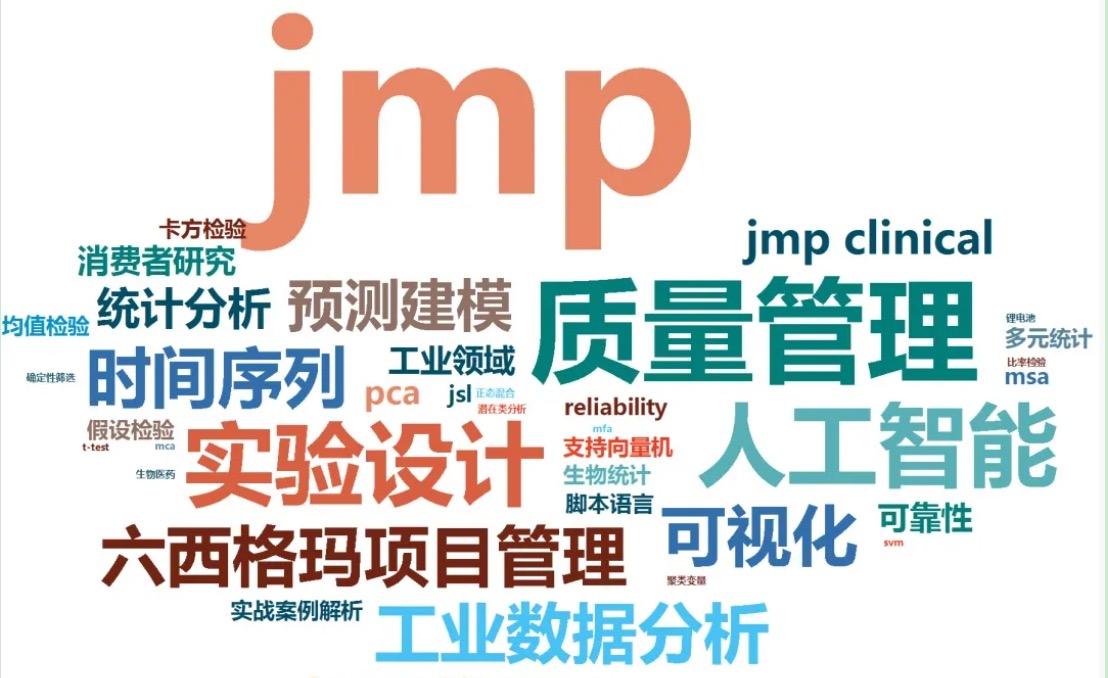 jmp
卡方检验
jmp clinical
消费者研究
统计分析
预测建模
质量管理
均值检验
锂电池
多元统计
时间序列
工业领域
比率检验
确定性筛选
pca
jsl
正态混合
msa
潜在类分析
reliability
人工智能
假设检验
mfa
t-test
mca
实验设计
支持向量机
生物医药
生物统计
脚本语言
可视化
可靠性
svm
六西格玛项目管理
聚类变量
实战案例解析
工业数据分析